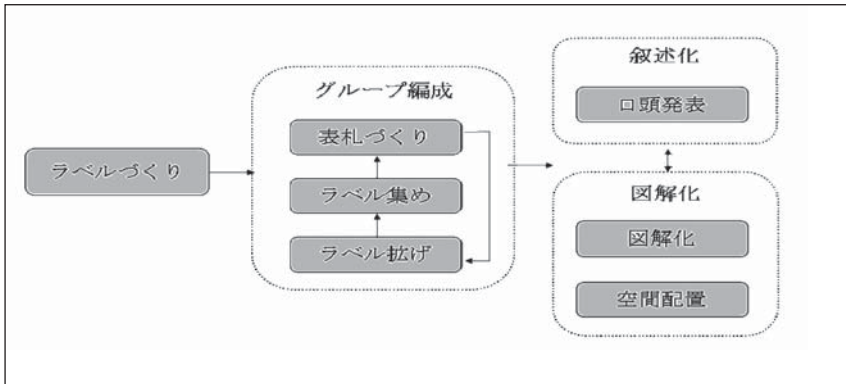 ラベルづくり
グループ編成
表札づくり
ラベル集め
ラベル拡げ
叙述化
口頭発表
図解化
図解化
空間配置